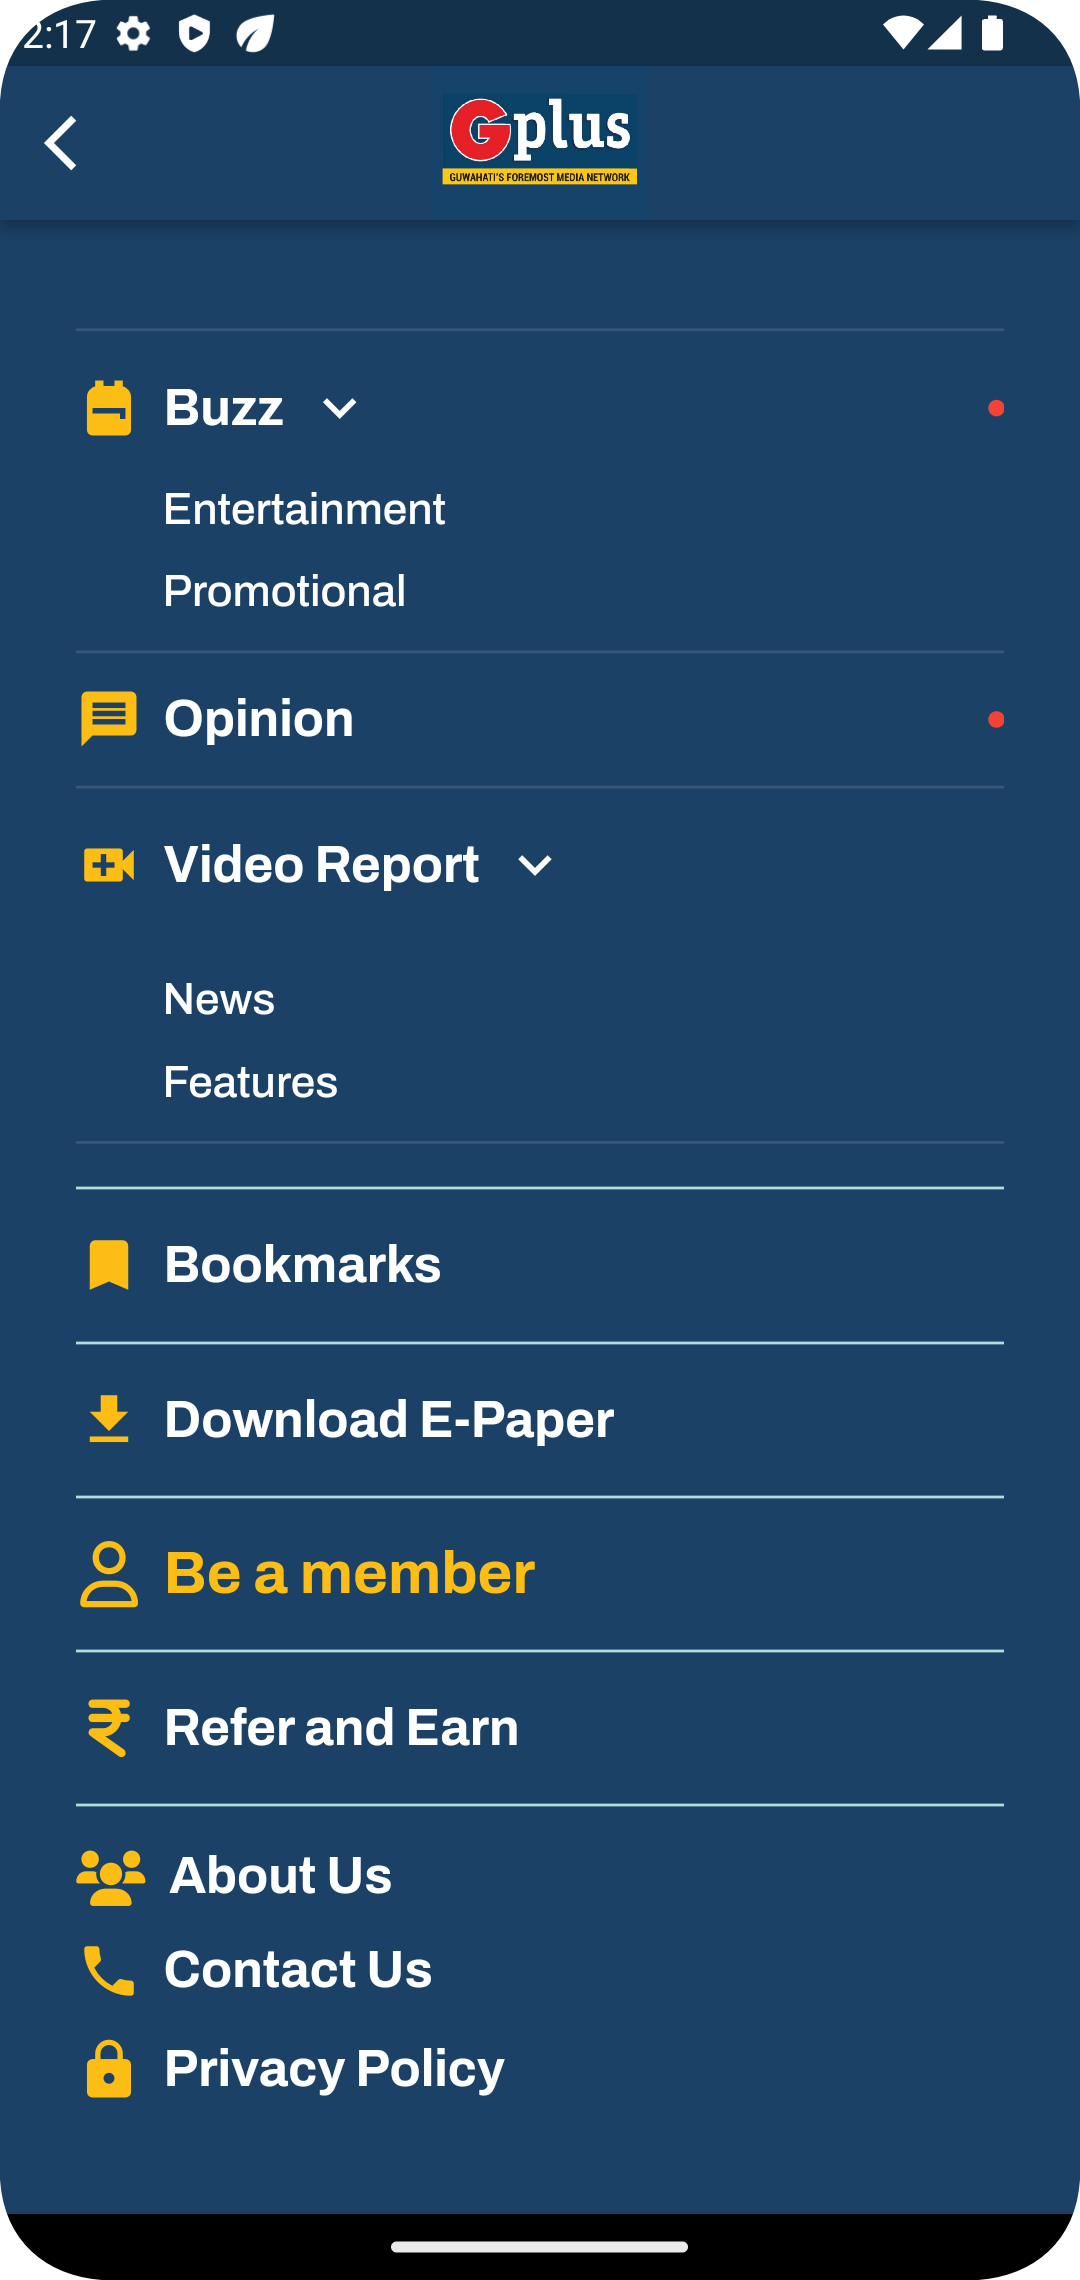 2:17
Gplus
GUWAHATI'S FOREMOST MEDIA NETWORK
Buzz
Entertainment
Promotional
Opinion
Video Report
News
Features
Bookmarks
Download E-Paper
Be a member
Refer and Earn
About Us
Contact Us
Privacy Policy